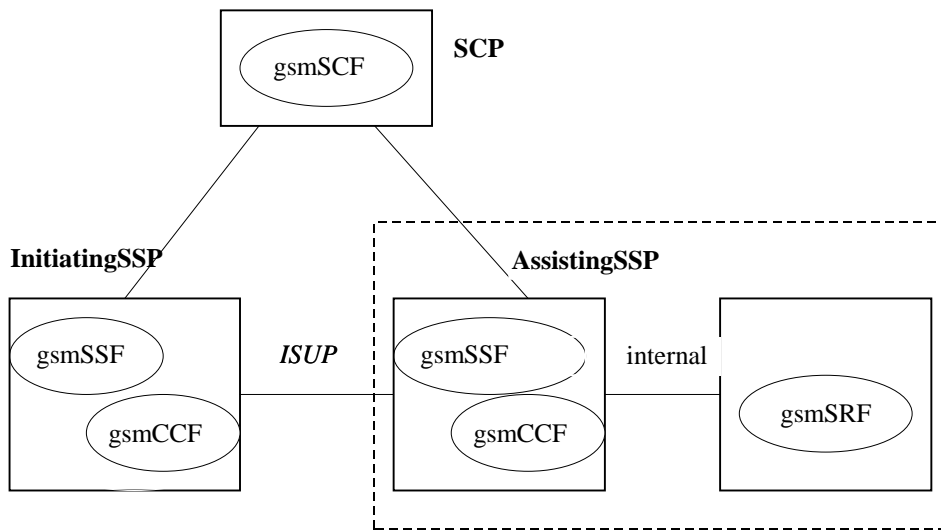 SCP
gsmSCF
InitiatingSSP
AssistingSSP
gsmSSF
ISUP
gsmSSF
internal
gsmCCF
gsmCCF
gsmSRF